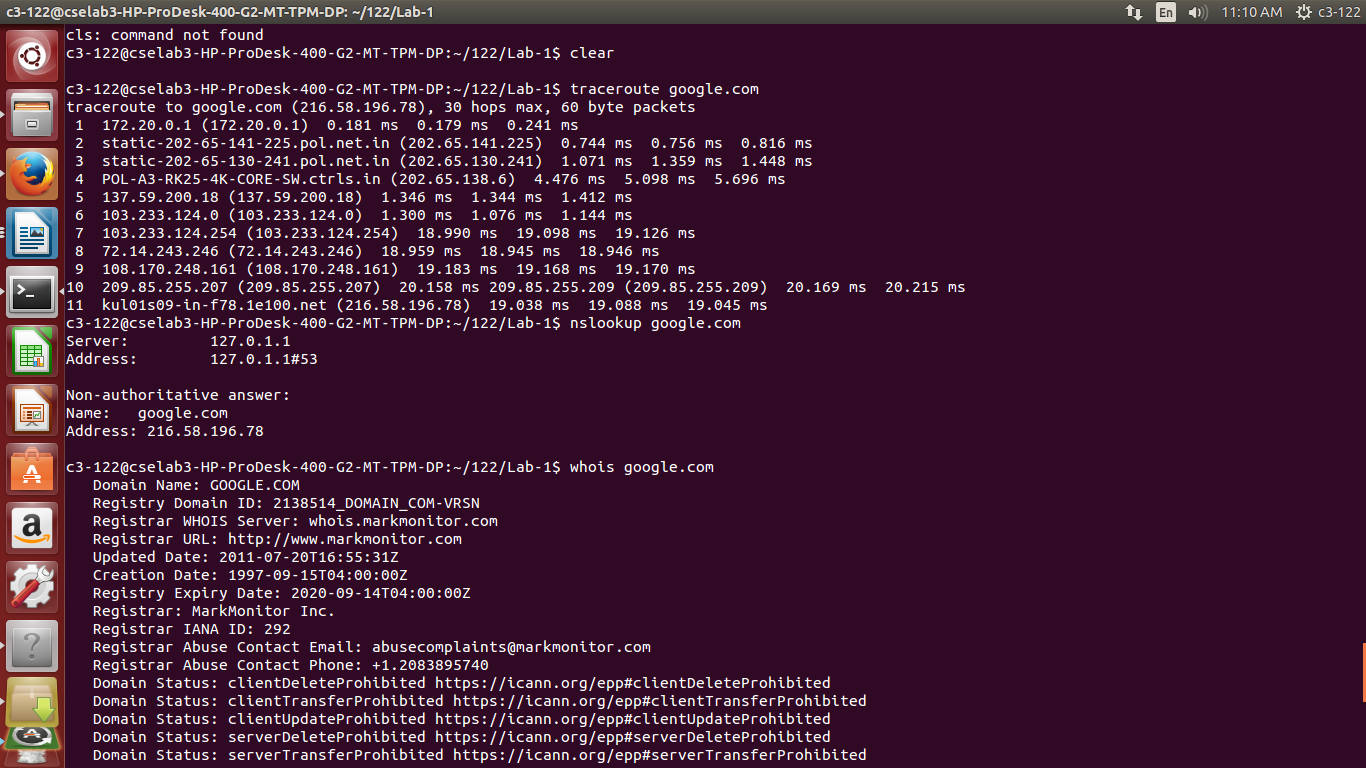 c3-122@cselab3-HP-ProDesk-400-G2-MT-TPM-DP: ~/122/Lab-1 En 11:10 AM c3-122
cls: command not found
c3-122@cselab3-HP-ProDesk-400-G2-MT-TPM-DP:~/122/Lab-1$ clear
c3-122@cselab3-HP-ProDesk-400-G2-MT-TPM-DP:~/122/Lab-1$ traceroute google.com
traceroute to google.com (216.58.196.78), 30 hops max, 60 byte packets
 1  172.20.0.1 (172.20.0.1)  0.181 ms  0.179 ms  0.241 ms
 2  static-202-65-141-225.pol.net.in (202.65.141.225)  0.744 ms  0.756 ms  0.816 ms
 3  static-202-65-130-241.pol.net.in (202.65.130.241)  1.071 ms  1.359 ms  1.448 ms
 4  POL-A3-RK25-4K-CORE-SW.ctrls.in (202.65.138.6)  4.476 ms  5.098 ms  5.696 ms
 5  137.59.200.18 (137.59.200.18)  1.346 ms  1.344 ms  1.412 ms
 6  103.233.124.0 (103.233.124.0)  1.300 ms  1.076 ms  1.144 ms
 7  103.233.124.254 (103.233.124.254)  18.990 ms  19.098 ms  19.126 ms
 8  72.14.243.246 (72.14.243.246)  18.959 ms  18.945 ms  18.946 ms
 9  108.170.248.161 (108.170.248.161)  19.183 ms  19.168 ms  19.170 ms
10  209.85.255.207 (209.85.255.207)  20.158 ms 209.85.255.209 (209.85.255.209)  20.169 ms  20.215 ms
11  kul01s09-in-f78.1e100.net (216.58.196.78)  19.038 ms  19.088 ms  19.045 ms
c3-122@cselab3-HP-ProDesk-400-G2-MT-TPM-DP:~/122/Lab-1$ nslookup google.com
Server:         127.0.1.1
Address:        127.0.1.1#53
Non-authoritative answer:
Name:   google.com
Address: 216.58.196.78
c3-122@cselab3-HP-ProDesk-400-G2-MT-TPM-DP:~/122/Lab-1$ whois google.com
   Domain Name: GOOGLE.COM
   Registry Domain ID: 2138514_DOMAIN_COM-VRSN
   Registrar WHOIS Server: whois.markmonitor.com
   Registrar URL: http://www.markmonitor.com
   Updated Date: 2011-07-20T16:55:31Z
   Creation Date: 1997-09-15T04:00:00Z
   Registry Expiry Date: 2020-09-14T04:00:00Z
   Registrar: MarkMonitor Inc.
   Registrar IANA ID: 292
   Registrar Abuse Contact Email: abusecomplaints@markmonitor.com
   Registrar Abuse Contact Phone: +1.2083895740
   Domain Status: clientDeleteProhibited https://icann.org/epp#clientDeleteProhibited
   Domain Status: clientTransferProhibited https://icann.org/epp#clientTransferProhibited
   Domain Status: clientUpdateProhibited https://icann.org/epp#clientUpdateProhibited
   Domain Status: serverDeleteProhibited https://icann.org/epp#serverDeleteProhibited
   Domain Status: serverTransferProhibited https://icann.org/epp#serverTransferProhibited